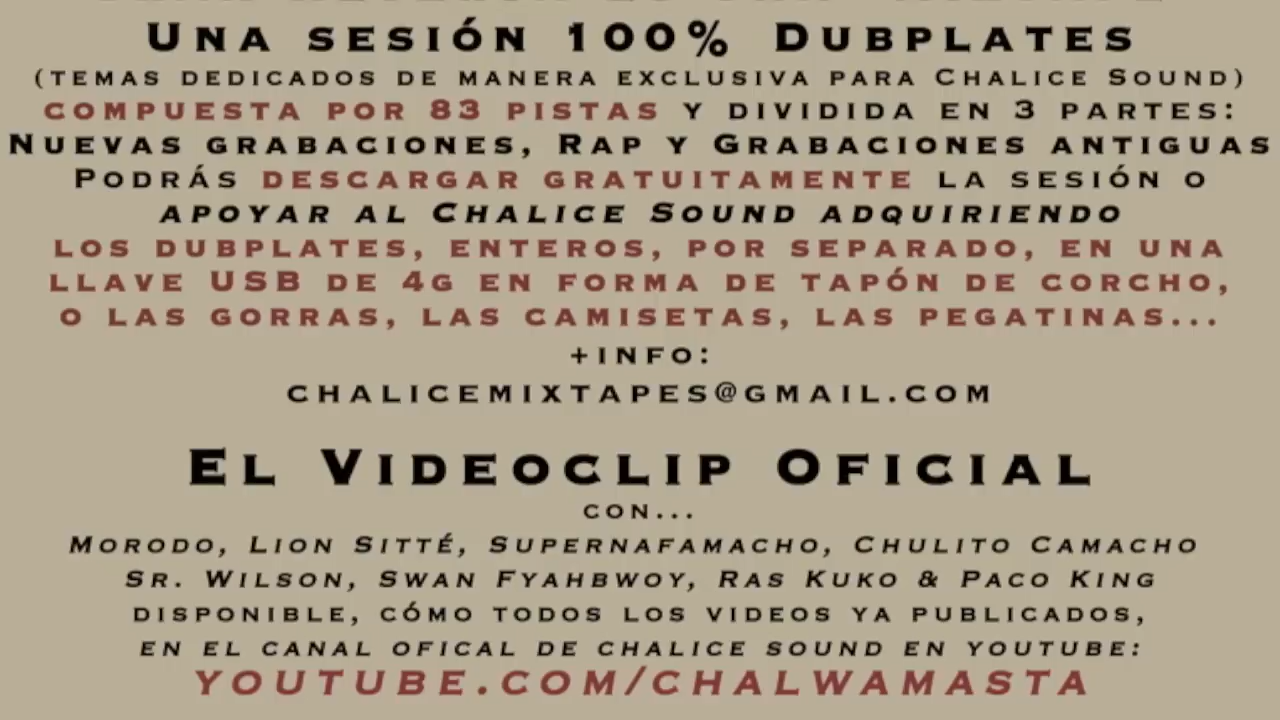 Una sesión 100% Dubplates
(temas dedicados de manera exclusiva para Chalice Sound)
compuesta por 83 pistas y dividida en 3 partes:
Nuevas grabaciones, Rap y Grabaciones antiguas
Podrás descargar gratuitamente la sesión o
apoyar al Chalice Sound adquiriendo
los dubplates, enteros, por separado, en una
llave USB de 4g en forma de tapón de corcho,
o las gorras, las camisetas, las pegatinas...
+info:
chalicemixtapes@gmail.com
El Videoclip Oficial
con...
Morodo, Lion Sitté, Supernafamacho, Chulito Camacho
Sr. Wilson, Swan Fyahbwoy, Ras Kuko & Paco King
disponible, cómo todos los videos ya publicados,
en el canal ofical de chalice sound en youtube:
youtube.com/chalwamasta